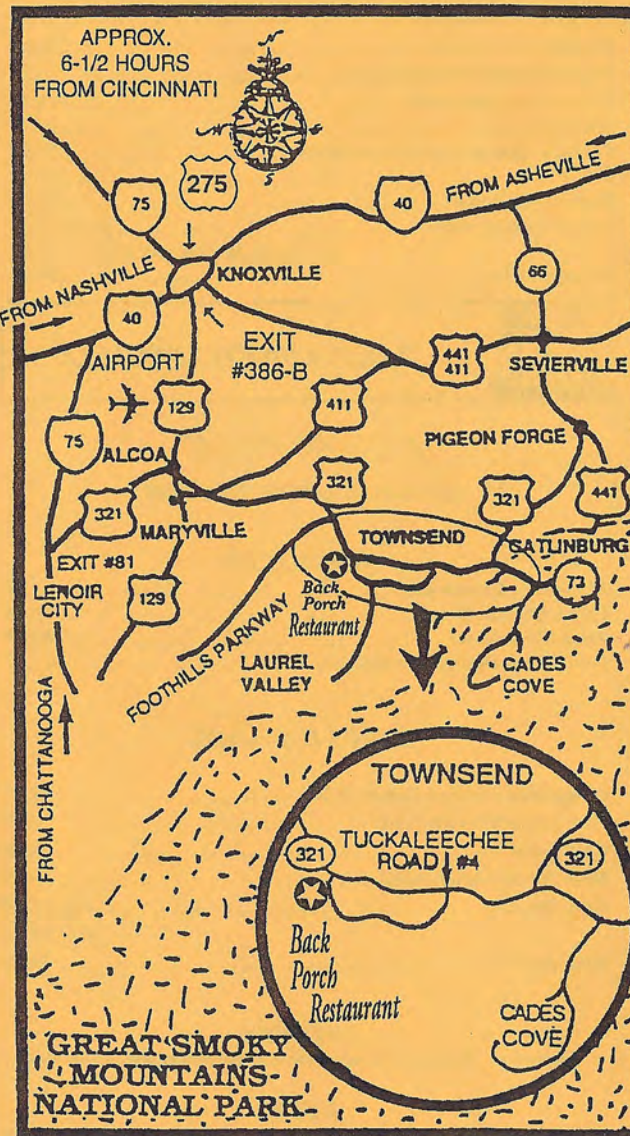 APPROX.
6-1/2 HOURS
FROM CINCINNATI
N
S
275
75
40
FROM ASHEVILLE
66
FROM NASHVILLE
40
KNOXVILLE
EXIT
#386-B
441
411
SEVIERVILLE
AIRPORT
129
411
75
ALCOA
PIGEON FORGE
321
321
321
441
MARYVILLE
TOWNSEND
GATLINBURG
EXIT #81
73
LENOIR
CITY
129
Back
Porch
Restaurant
FOOTHILLS PARKWAY
LAUREL
VALLEY
CADES
COVE
FROM CHATTANOOGA
TOWNSEND
321
TUCKALEECHEE
ROAD #4
321
Back
Porch
Restaurant
CADES
COVE
GREAT SMOKY
MOUNTAINS
NATIONAL PARK